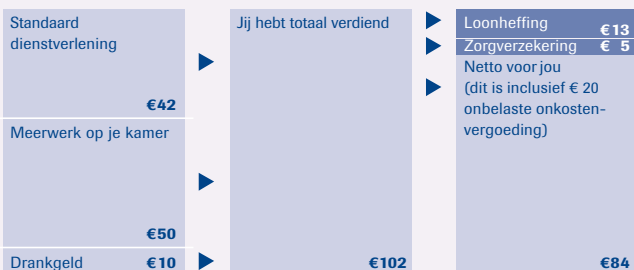 Standaard
dienstverlening
€42
Meerwerk op je kamer
€50
Drankgeld €10
Jij hebt totaal verdiend
€102
Loonheffing €13
Zorgverzekering € 5
Netto voor jou
(dit is inclusief € 20
onbelaste onkosten-
vergoeding)
€84